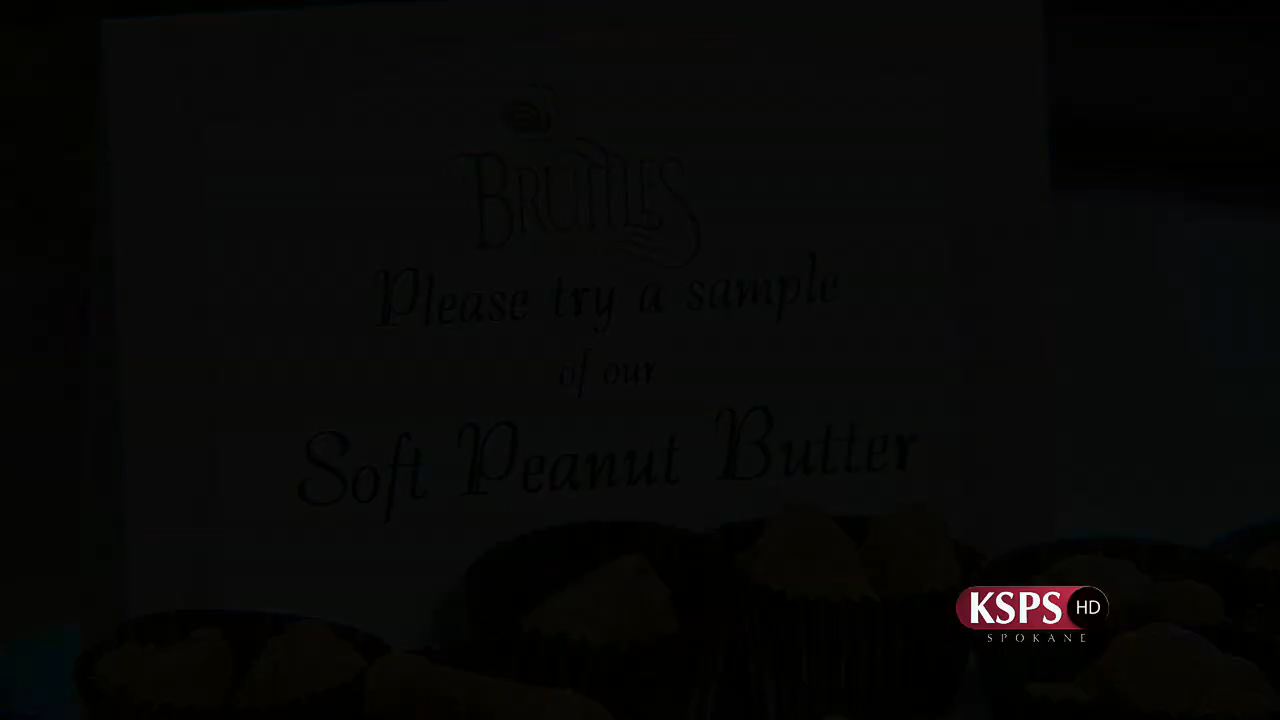 BRUTTLES
Please try a sample
of our
Soft Peanut Butter
KSPS HD
SPOKANE